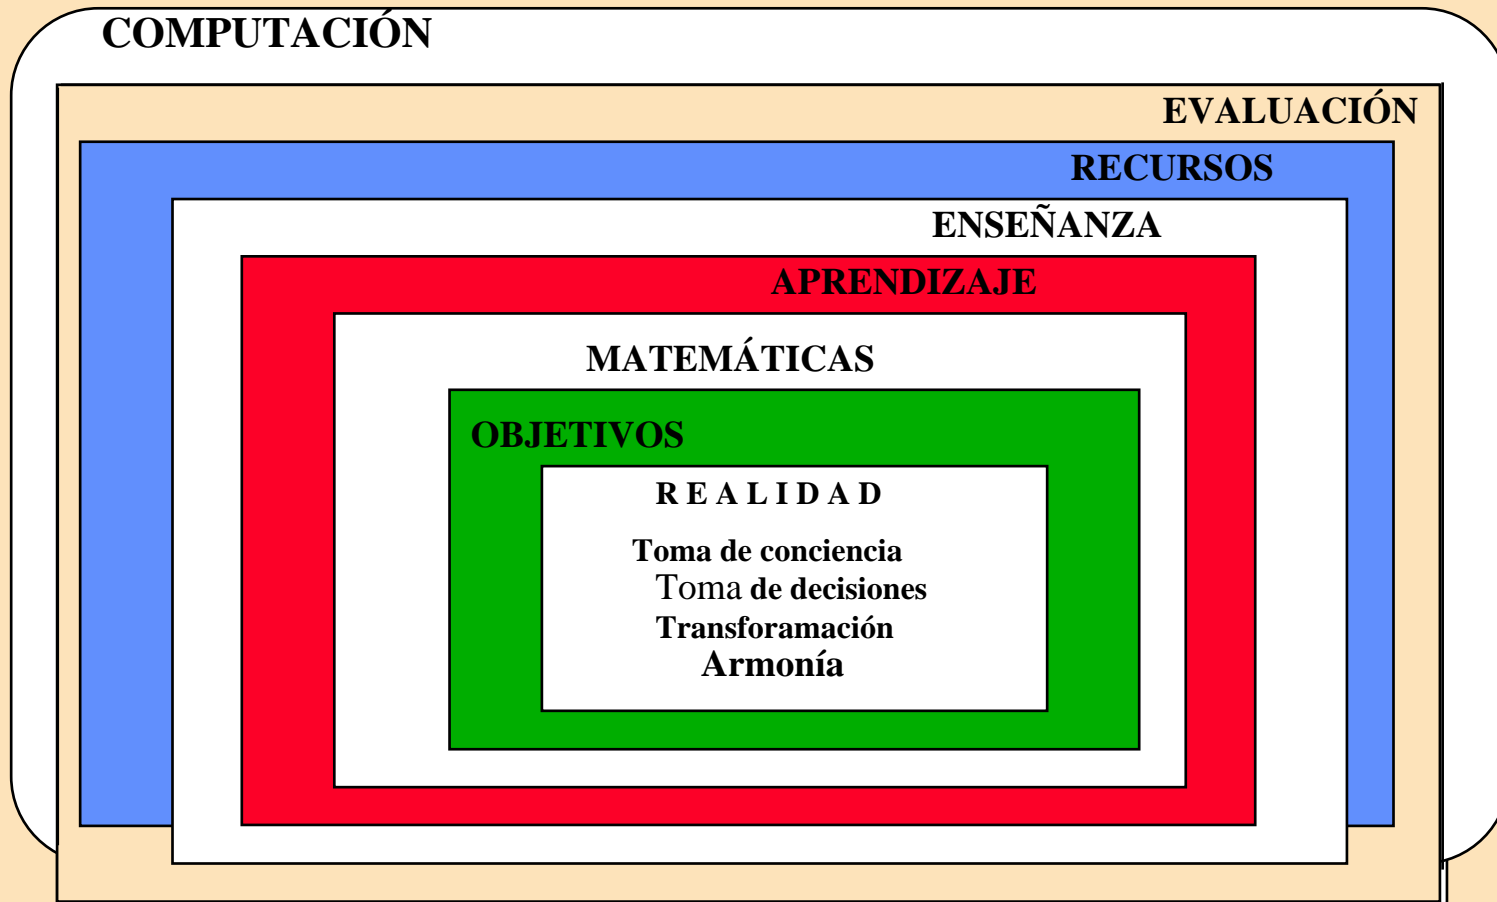 COMPUTACIÓN
EVALUACIÓN
RECURSOS
ENSEÑANZA
APRENDIZAJE
MATEMÁTICAS
OBJETIVOS
R E A L I D A D
Toma de conciencia
Toma de decisiones
Transforamación
Armonía